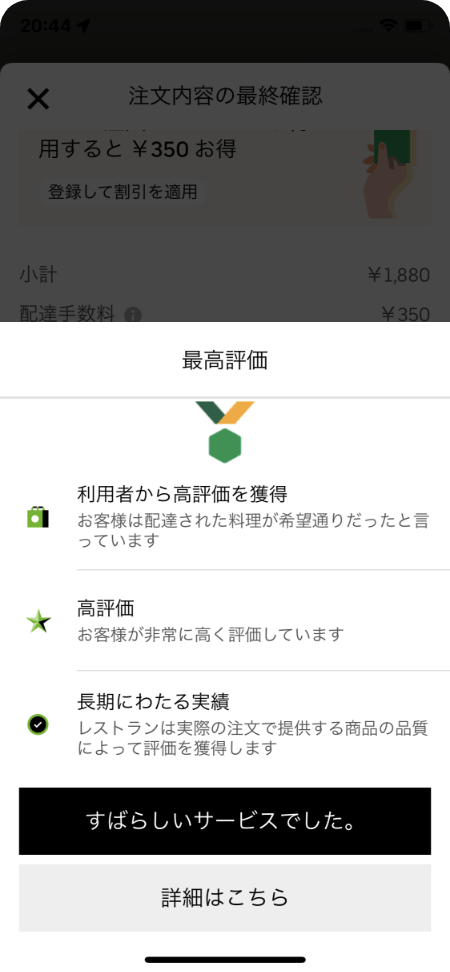 20:44
注文内容の最終確認
用すると ￥350 お得
登録して割引を適用
小計 ￥1,880
配達手数料 ￥350
最高評価
利用者から高評価を獲得
お客様は配達された料理が希望通りだったと言
っています
高評価
お客様が非常に高く評価しています
長期にわたる実績
レストランは実際の注文で提供する商品の品質
によって評価を獲得します
すばらしいサービスでした。
詳細はこちら